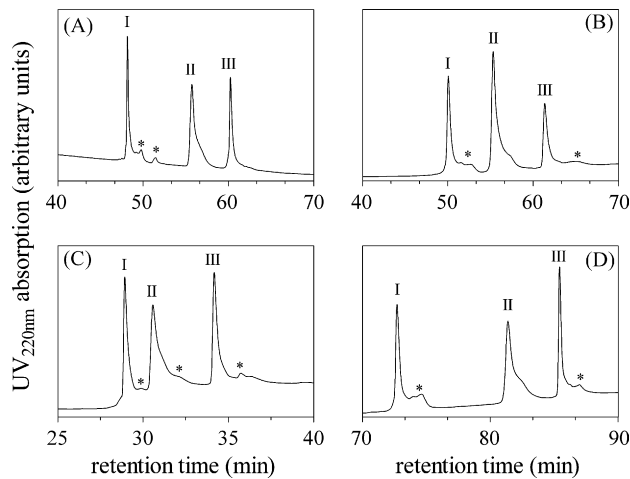 UV220nm absorption (arbitrary units)
(A)
I
II
III
*
*
40 50 60 70
(B)
I
II
III
*
*
40 50 60 70
(C)
I
II
III
*
*
*
25 30 35 40
retention time (min)
(D)
I
II
III
*
*
70 80 90
retention time (min)